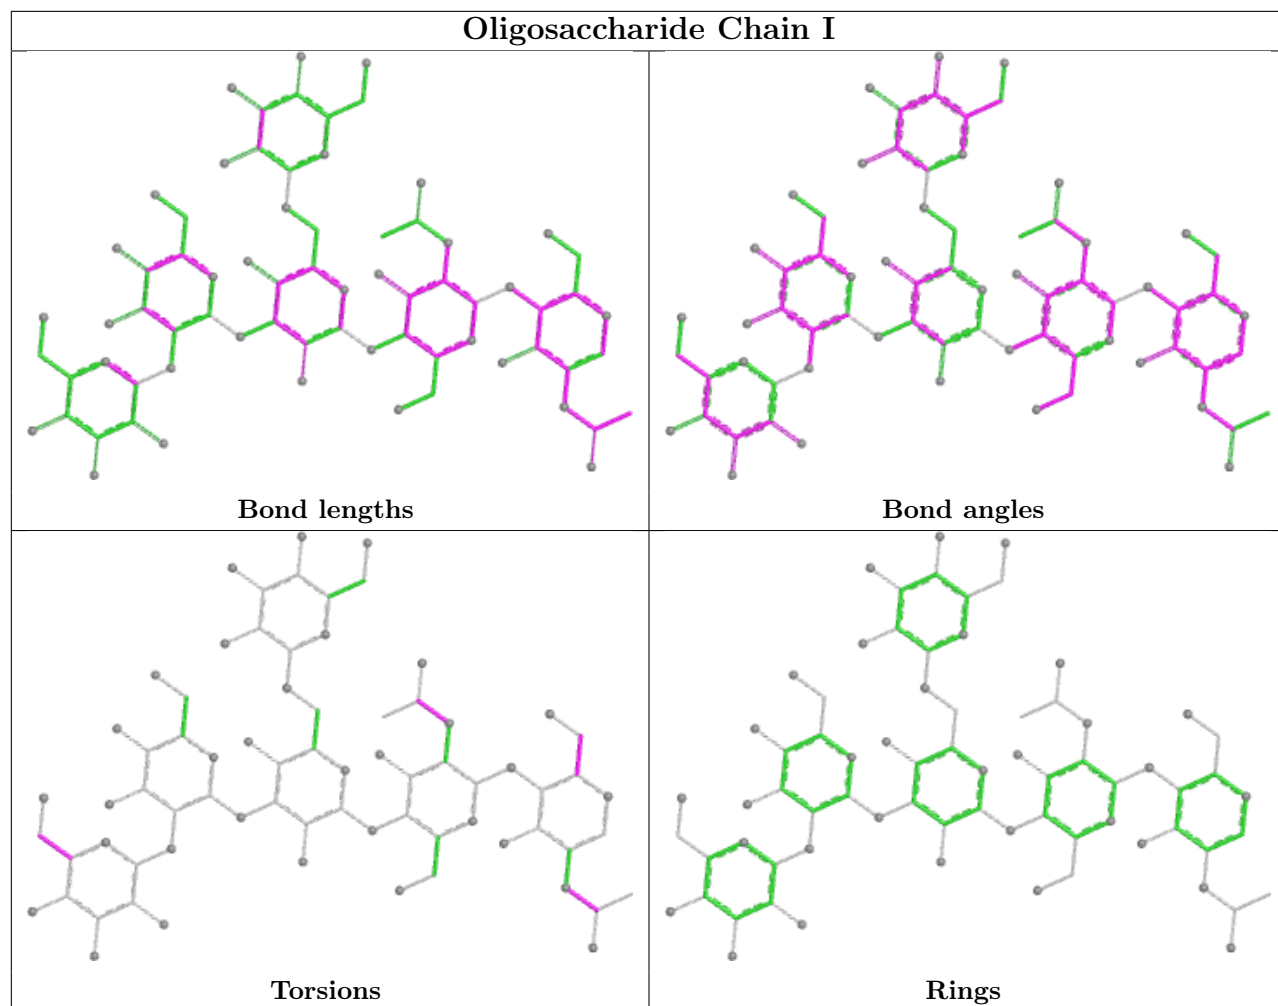 Oligosaccharide Chain I
Bond lengths
Bond angles
Torsions
Rings